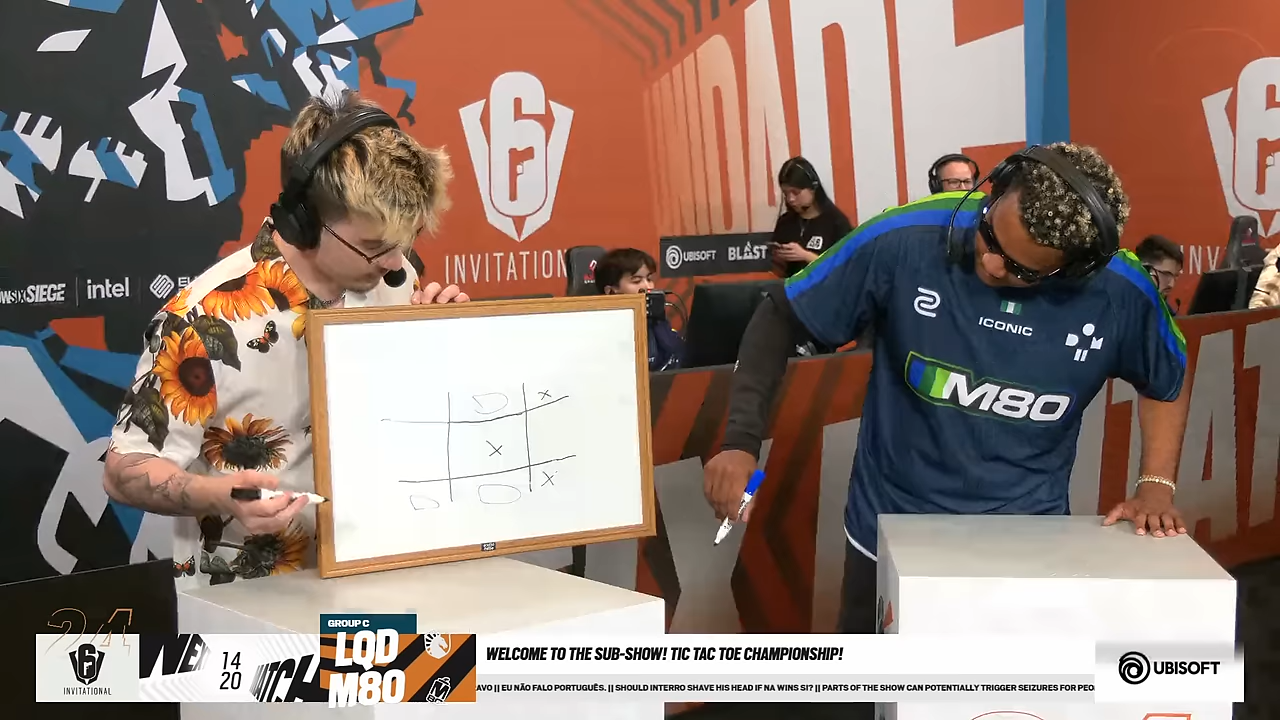 INVITATION
UNIDADE
INV
UBISOFT
BLAST
SIEGE
intel
ICONIC
M80
O X
X
O O X
24
INVITATIONAL
14
20
GROUP C
LQD
M80
WELCOME TO THE SUB-SHOW! TIC TAC TOE CHAMPIONSHIP!
AVO || EU NÃO FALO PORTUGUÊS. || SHOULD INTERRO SHAVE HIS HEAD IF NA WINS SI? || PARTS OF THE SHOW CAN POTENTIALLY TRIGGER SEIZURES FOR PEO
UBISOFT